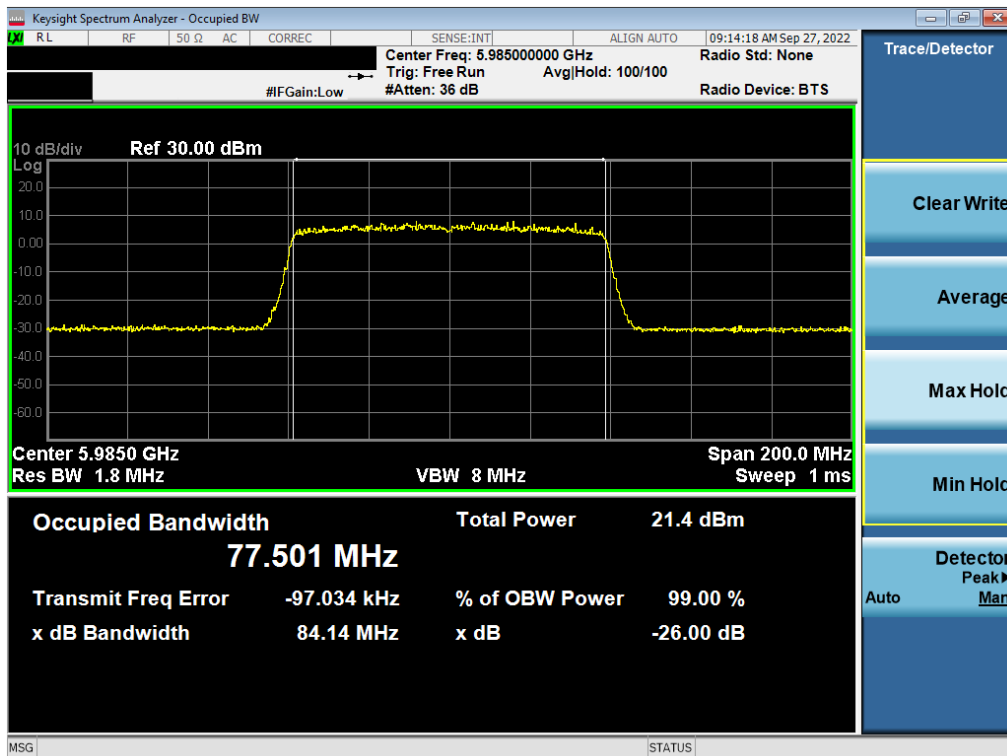 Keysight Spectrum Analyzer - Occupied BW
LXI RL RF 50 Ω AC CORREC SENSE:INT ALIGN AUTO 09:14:18 AM Sep 27, 2022
Center Freq: 5.985000000 GHz Radio Std: None
Trig: Free Run Avg|Hold: 100/100
#IFGain:Low #Atten: 36 dB Radio Device: BTS
Trace/Detector
10 dB/div Ref 30.00 dBm
Log
20.0
10.0
0.00
-10.0
-20.0
-30.0
-40.0
-50.0
-60.0
Center 5.9850 GHz Span 200.0 MHz
Res BW 1.8 MHz VBW 8 MHz Sweep 1 ms
Clear Write
Average
Max Hold
Min Hold
Detector
Peak
Auto Man
Occupied Bandwidth Total Power 21.4 dBm
77.501 MHz
Transmit Freq Error -97.034 kHz % of OBW Power 99.00 %
x dB Bandwidth 84.14 MHz x dB -26.00 dB
MSG STATUS